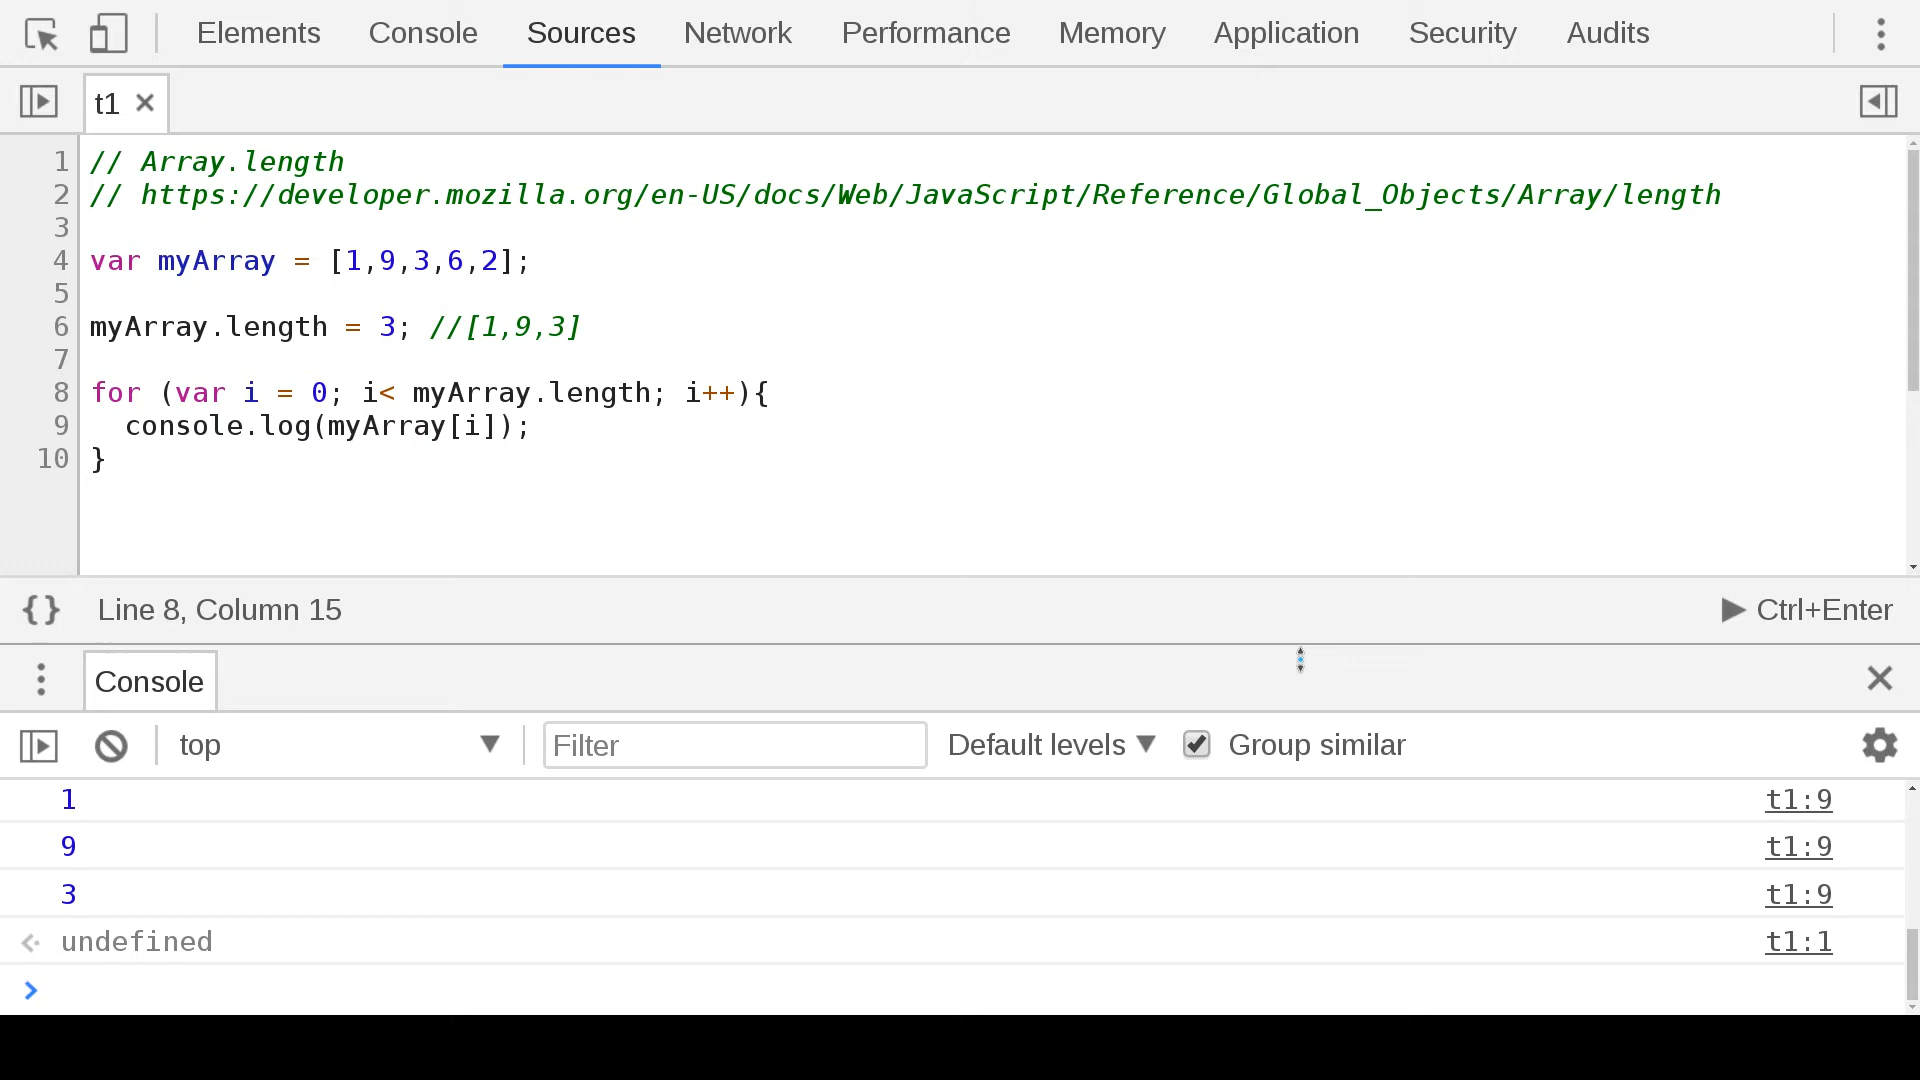 Elements Console Sources Network Performance Memory Application Security Audits
t1
1 // Array.length
2 // https://developer.mozilla.org/en-US/docs/Web/JavaScript/Reference/Global_Objects/Array/length
3
4 var myArray = [1,9,3,6,2];
5
6 myArray.length = 3; //[1,9,3]
7
8 for (var i = 0; i< myArray.length; i++){
9   console.log(myArray[i]);
10 }
{} Line 8, Column 15 Ctrl+Enter
Console
top Filter Default levels Group similar
1 t1:9
9 t1:9
3 t1:9
undefined t1:1